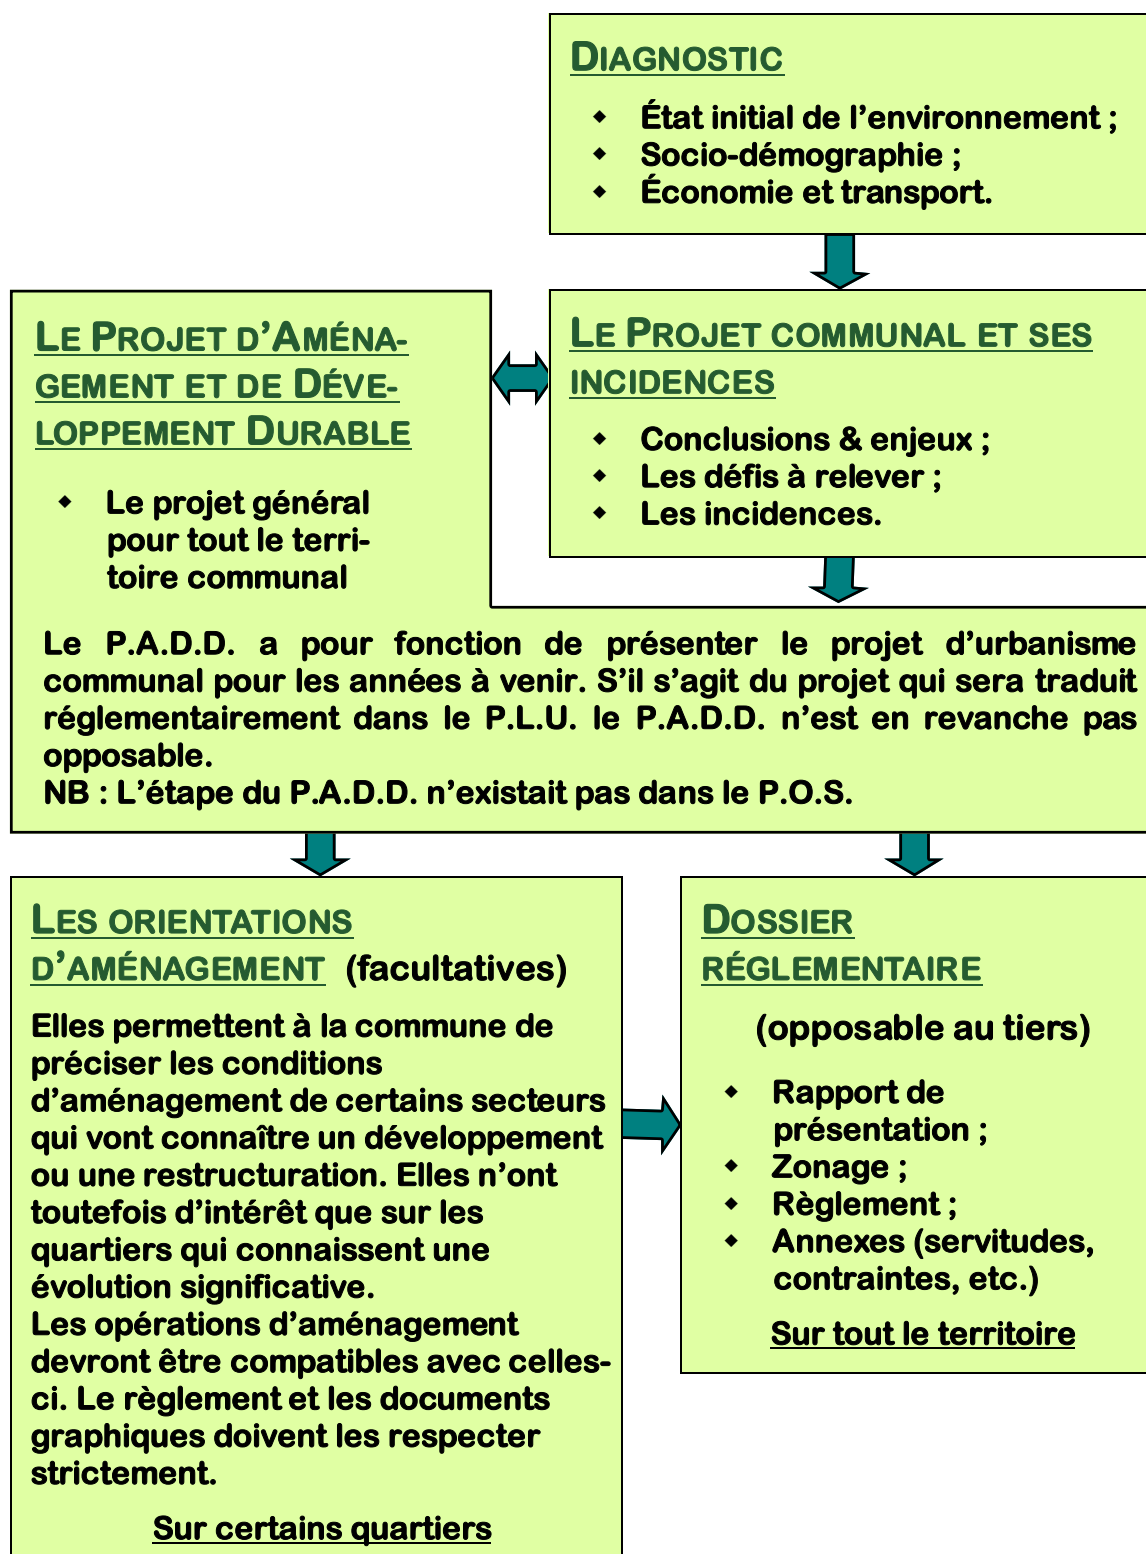 DIAGNOSTIC
État initial de l’environnement ;
Socio-démographie ;
Économie et transport.
LE PROJET D’AMÉNA-
GEMENT ET DE DÉVE-
LOPPEMENT DURABLE
Le projet général
pour tout le terri-
toire communal
LE PROJET COMMUNAL ET SES
INCIDENCES
Conclusions & enjeux ;
Les défis à relever ;
Les incidences.
Le P.A.D.D. a pour fonction de présenter le projet d’urbanisme
communal pour les années à venir. S’il s’agit du projet qui sera traduit
réglementairement dans le P.L.U. le P.A.D.D. n’est en revanche pas
opposable.
NB : L’étape du P.A.D.D. n’existait pas dans le P.O.S.
LES ORIENTATIONS
D’AMÉNAGEMENT (facultatives)
Elles permettent à la commune de
préciser les conditions
d’aménagement de certains secteurs
qui vont connaître un développement
ou une restructuration. Elles n’ont
toutefois d’intérêt que sur les
quartiers qui connaissent une
évolution significative.
Les opérations d’aménagement
devront être compatibles avec celles-
ci. Le règlement et les documents
graphiques doivent les respecter
strictement.
Sur certains quartiers
DOSSIER
RÉGLEMENTAIRE
(opposable au tiers)
Rapport de
présentation ;
Zonage ;
Règlement ;
Annexes (servitudes,
contraintes, etc.)
Sur tout le territoire